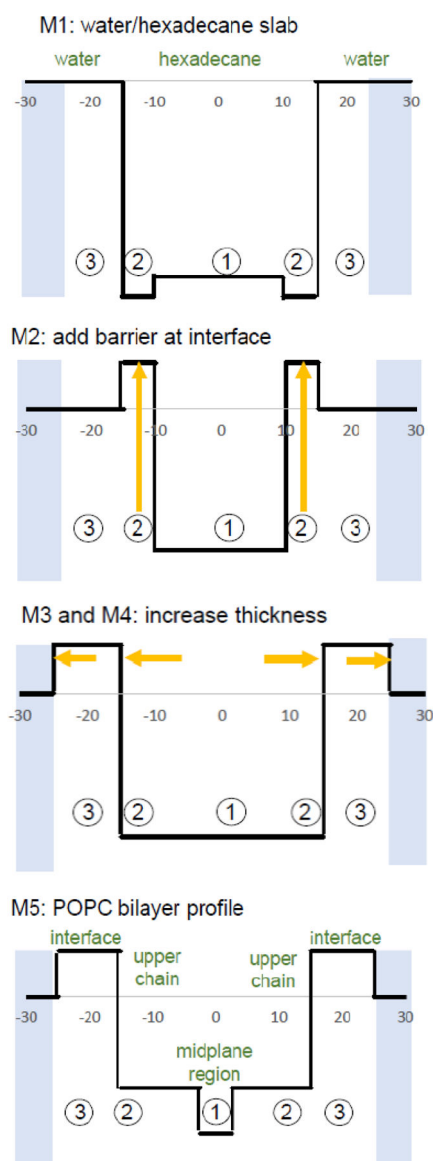 M1: water/hexadecane slab
water hexadecane water
-30 -20 -10 0 10 20 30
3 2 1 2 3
M2: add barrier at interface
-30 -20 -10 0 10 20 30
3 2 1 2 3
M3 and M4: increase thickness
-30 -20 -10 0 10 20 30
3 2 1 2 3
M5: POPC bilayer profile
interface interface
upper upper
chain chain
-30 -20 -10 0 10 20 30
midplane
region
3 2 1 2 3